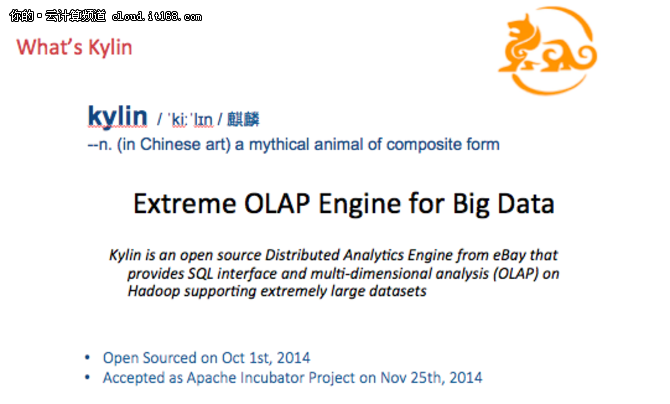 你的·云计算频道 cloud.it168.com
What's Kylin
kylin / ˈkiːˈlɪn / 麒麟
--n. (in Chinese art) a mythical animal of composite form
Extreme OLAP Engine for Big Data
Kylin is an open source Distributed Analytics Engine from eBay that
provides SQL interface and multi-dimensional analysis (OLAP) on
Hadoop supporting extremely large datasets
• Open Sourced on Oct 1st, 2014
• Accepted as Apache Incubator Project on Nov 25th, 2014